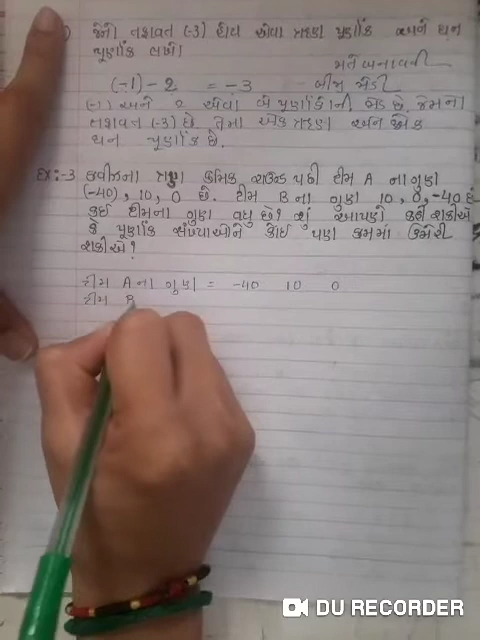 જેનો તફાવત (-3) હોય એવા ઋણ પૂર્ણાંક અને ધન
પૂર્ણાંક લખો
(-1) - 2 = -3
(-1) અને 2 એવા બે પૂર્ણાંકોની જોડ છે, જેમનો
તફાવત (-3) છે તેમાં એક ઋણ અને એક
ધન પૂર્ણાંક છે.
Ex:-3 ક્વીઝના ત્રણ ક્રમિક રાઉન્ડ પછી ટીમ A ના ગુણ
(-40), 10, 0 છે. ટીમ B ના ગુણ 10, 0, -40 છે
કઈ ટીમના ગુણ વધુ છે? શું આપણે કહી શકીએ
કે પૂર્ણાંક સંખ્યાઓને કોઈ પણ ક્રમમાં ઉમેરી
શકીએ?
ટીમ A ના ગુણ = -40 10 0
ટીમ B
DU RECORDER